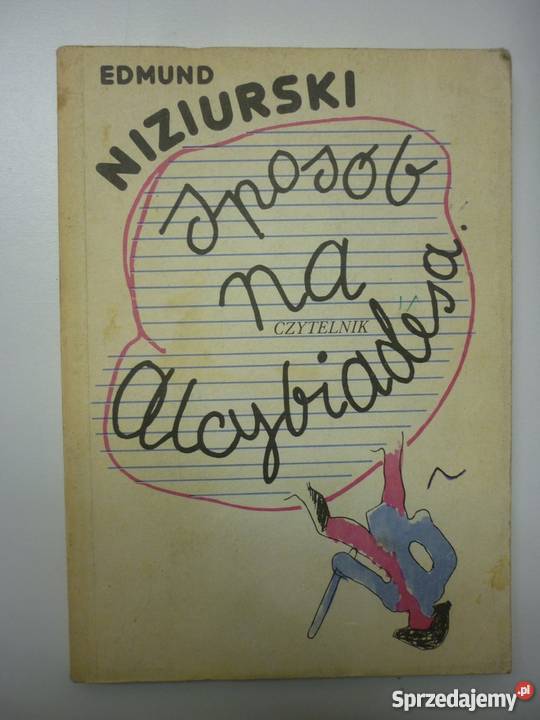 EDMUND
NIZIURSKI
sposób
na
CZYTELNIK
Alcybiadesa.
Sprzedajemy.pl